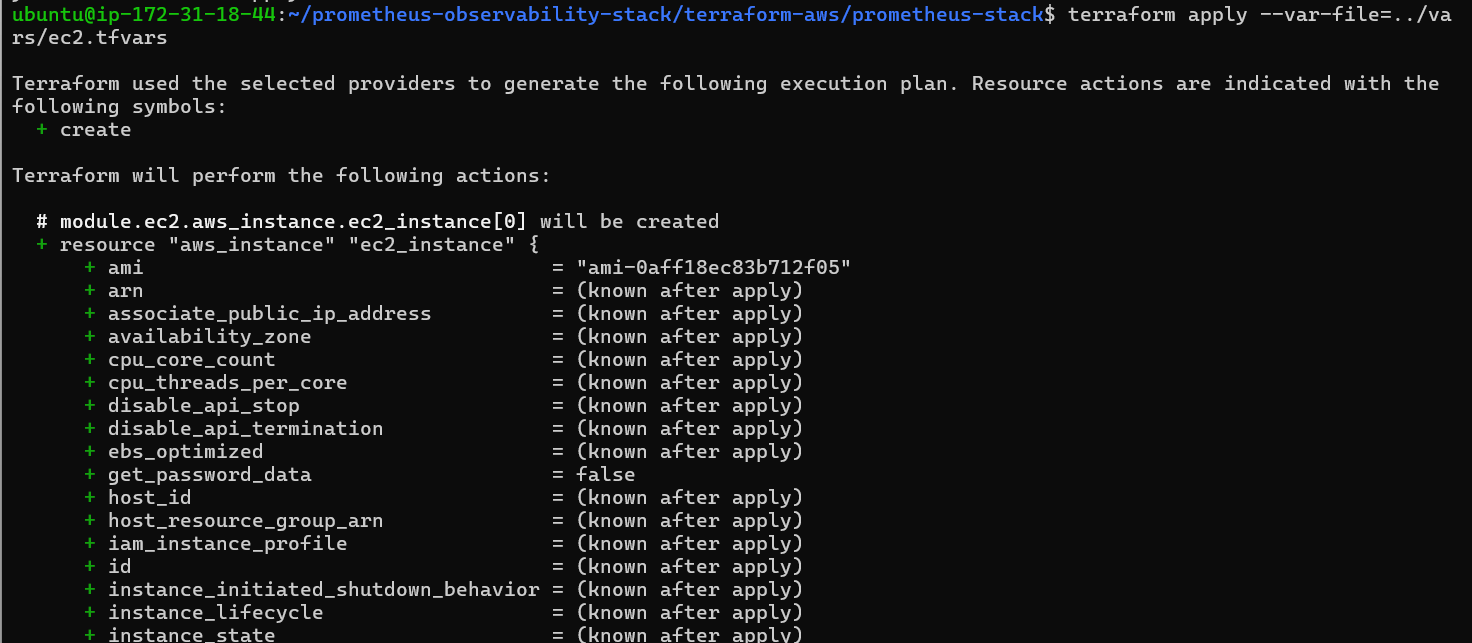 ubuntu@ip-172-31-18-44:~/prometheus-observability-stack/terraform-aws/prometheus-stack$ terraform apply --var-file=../va
rs/ec2.tfvars
Terraform used the selected providers to generate the following execution plan. Resource actions are indicated with the
following symbols:
+ create
Terraform will perform the following actions:
# module.ec2.aws_instance.ec2_instance[0] will be created
+ resource "aws_instance" "ec2_instance" {
+ ami = "ami-0aff18ec83b712f05"
+ arn = (known after apply)
+ associate_public_ip_address = (known after apply)
+ availability_zone = (known after apply)
+ cpu_core_count = (known after apply)
+ cpu_threads_per_core = (known after apply)
+ disable_api_stop = (known after apply)
+ disable_api_termination = (known after apply)
+ ebs_optimized = (known after apply)
+ get_password_data = false
+ host_id = (known after apply)
+ host_resource_group_arn = (known after apply)
+ iam_instance_profile = (known after apply)
+ id = (known after apply)
+ instance_initiated_shutdown_behavior = (known after apply)
+ instance_lifecycle = (known after apply)
+ instance_state = (known after apply)